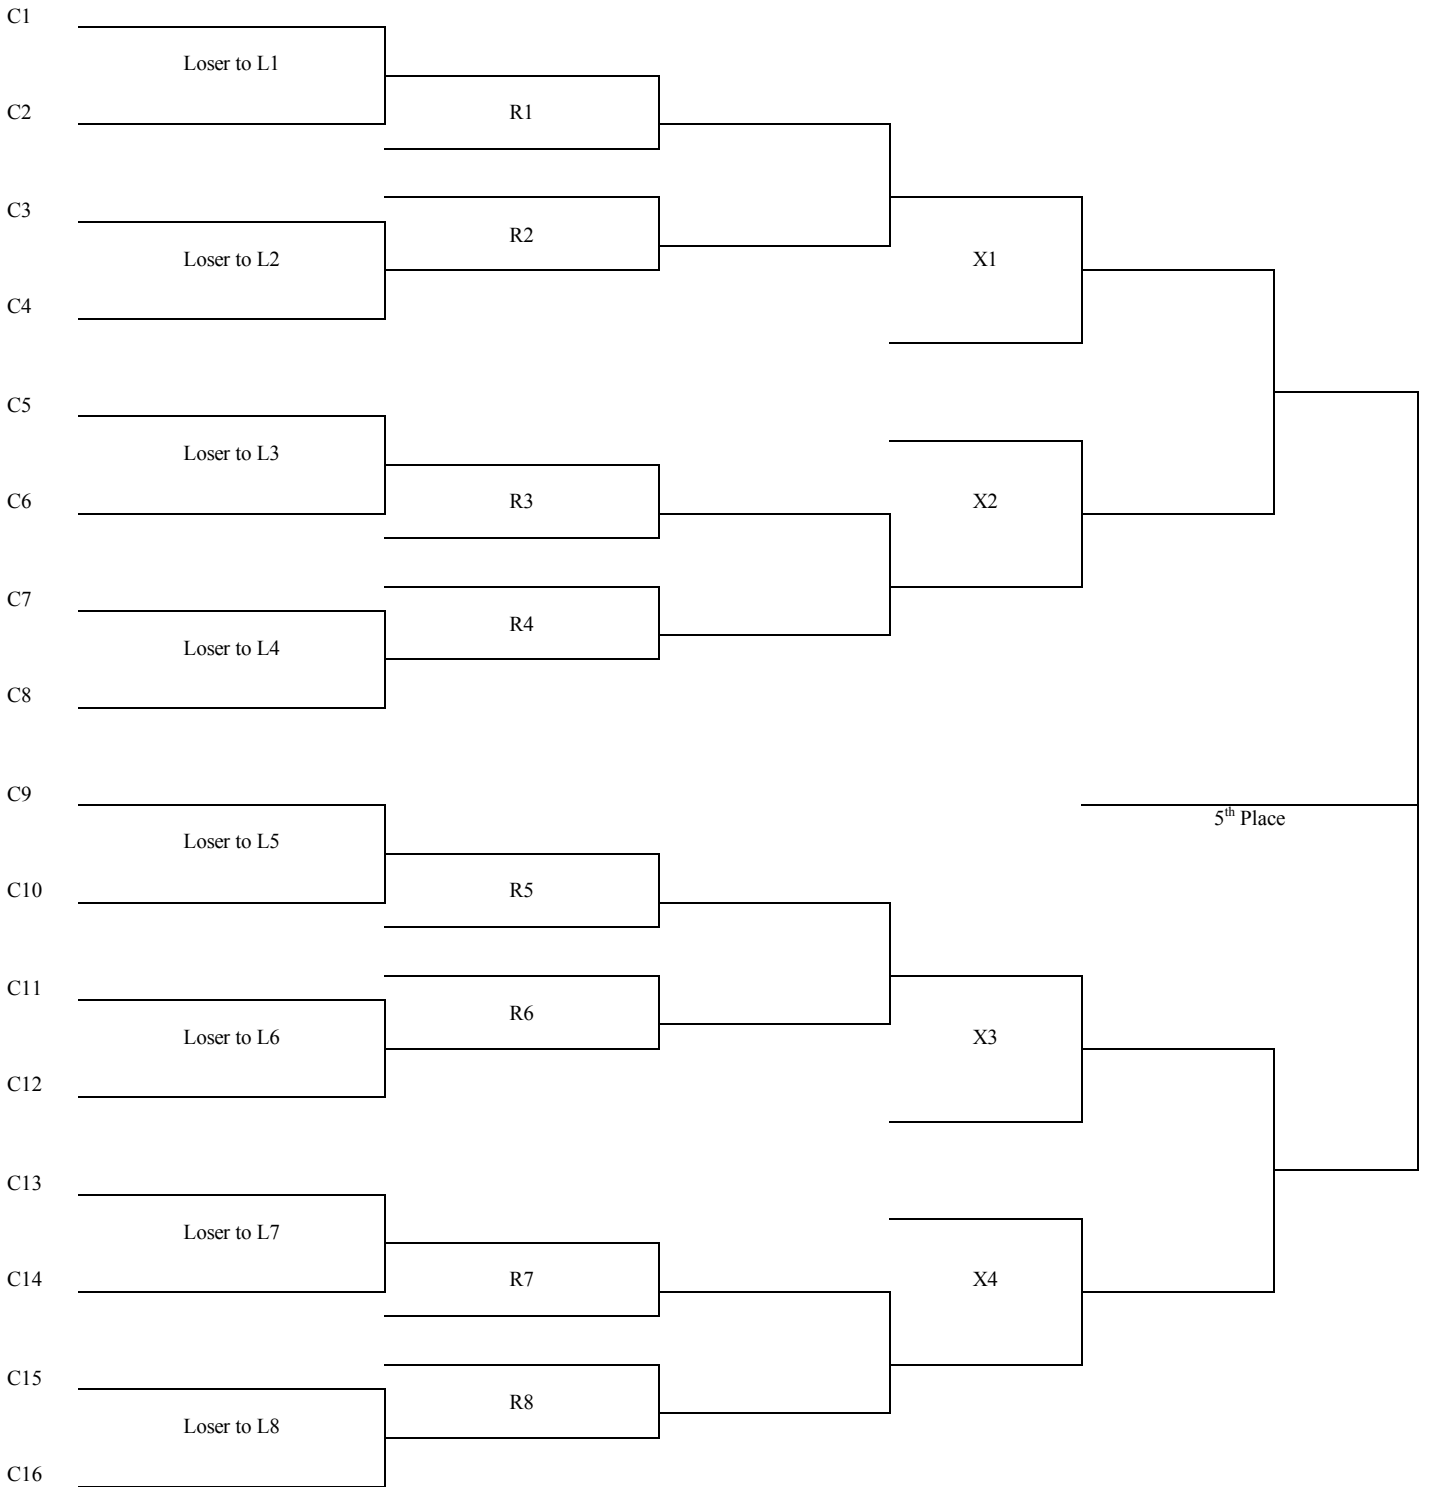 C1
Loser to L1
C2
R1
C3
R2
Loser to L2
X1
C4
C5
Loser to L3
C6
R3
X2
C7
R4
Loser to L4
C8
C9
5th Place
Loser to L5
C10
R5
C11
R6
Loser to L6
X3
C12
C13
Loser to L7
C14
R7
X4
C15
R8
Loser to L8
C16